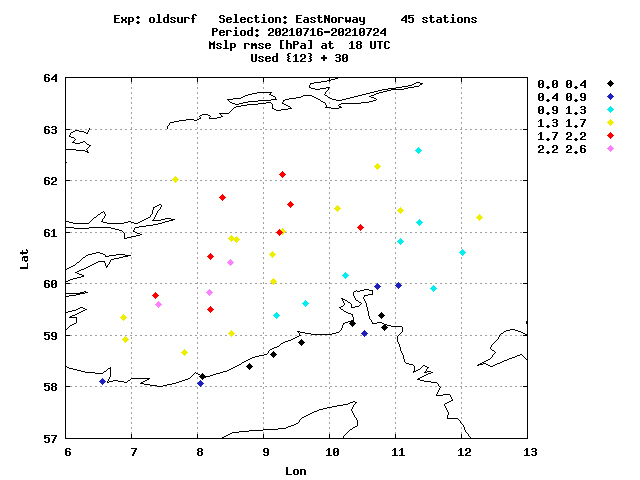 Exp: oldsurf   Selection: EastNorway     45 stations
Period: 20210716-20210724
Mslp rmse [hPa] at  18 UTC
Used {12} + 30
64
63
62
61
60
59
58
57
Lat
6 7 8 9 10 11 12 13
Lon
0.0 0.4
0.4 0.9
0.9 1.3
1.3 1.7
1.7 2.2
2.2 2.6